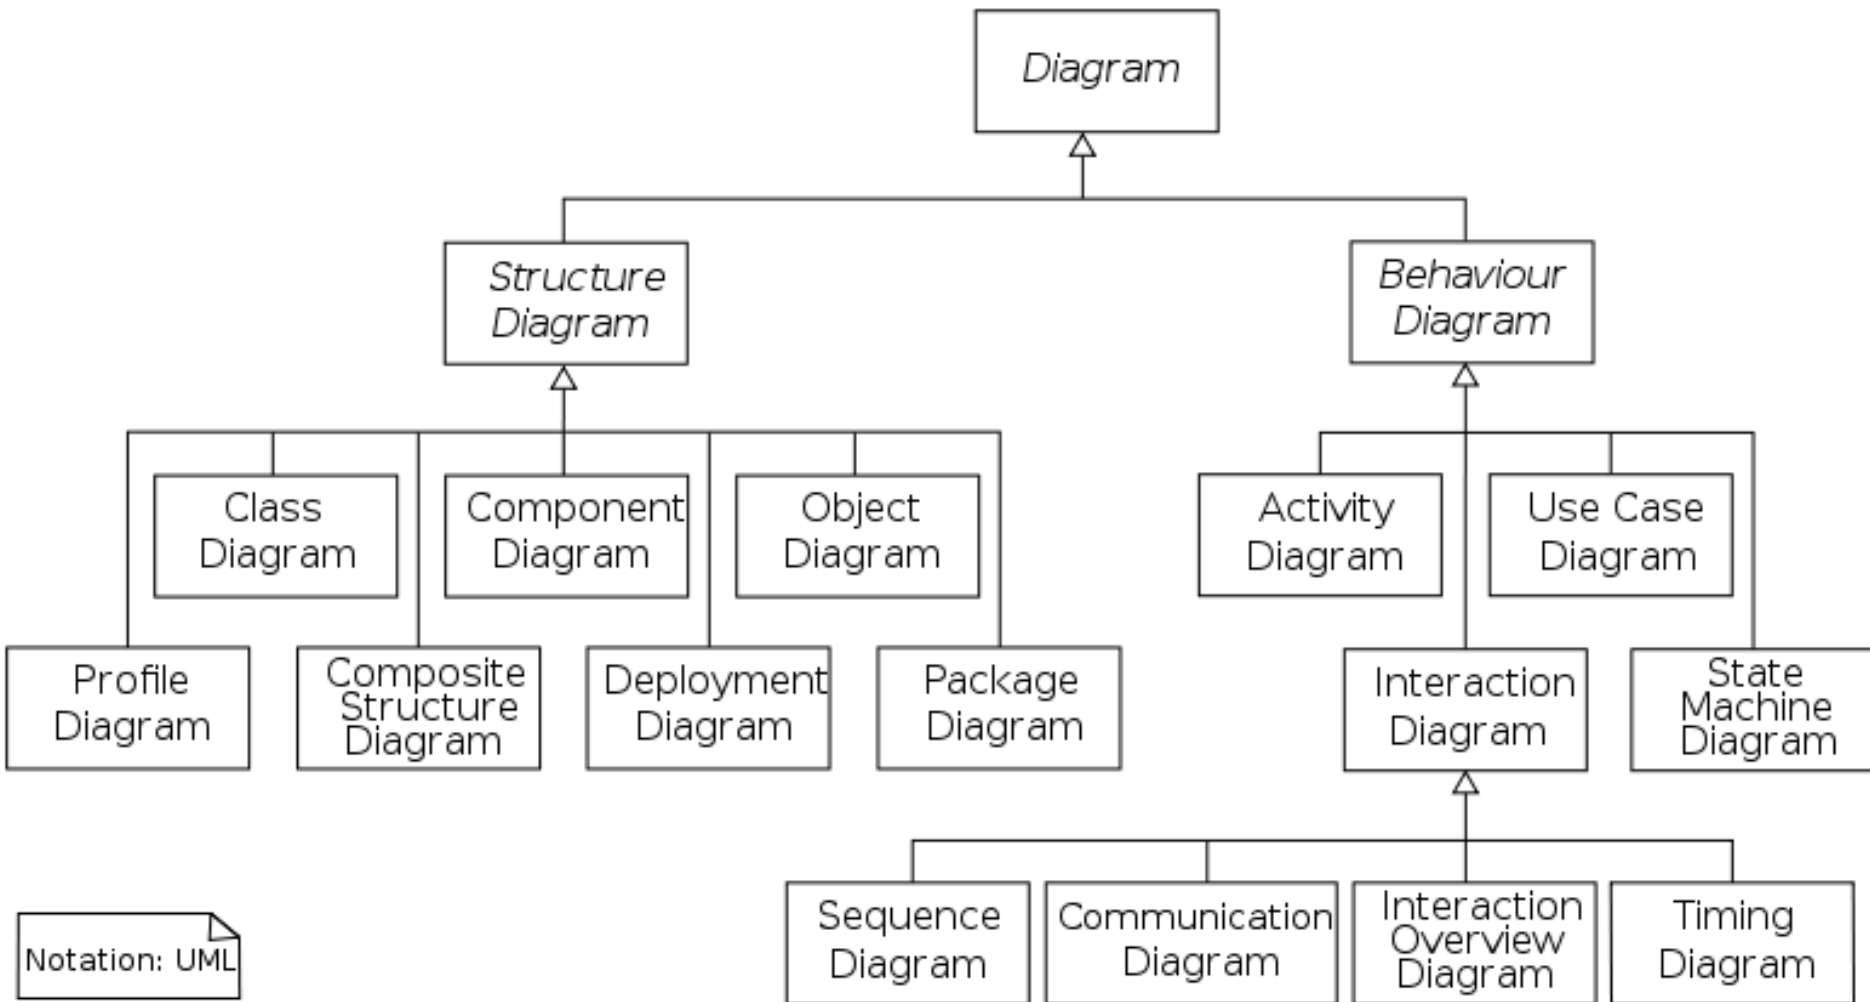 Diagram
Structure
Diagram
Behaviour
Diagram
Class
Diagram
Component
Diagram
Object
Diagram
Activity
Diagram
Use Case
Diagram
Profile
Diagram
Composite
Structure
Diagram
Deployment
Diagram
Package
Diagram
Interaction
Diagram
State
Machine
Diagram
Sequence
Diagram
Communication
Diagram
Interaction
Overview
Diagram
Timing
Diagram
Notation: UML